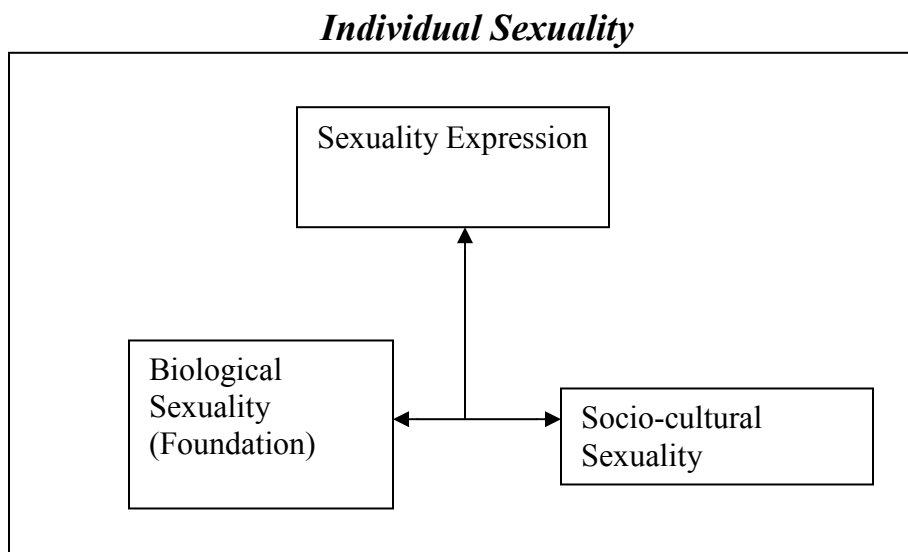 Individual Sexuality
Sexuality Expression
Biological
Sexuality
(Foundation)
Socio-cultural
Sexuality